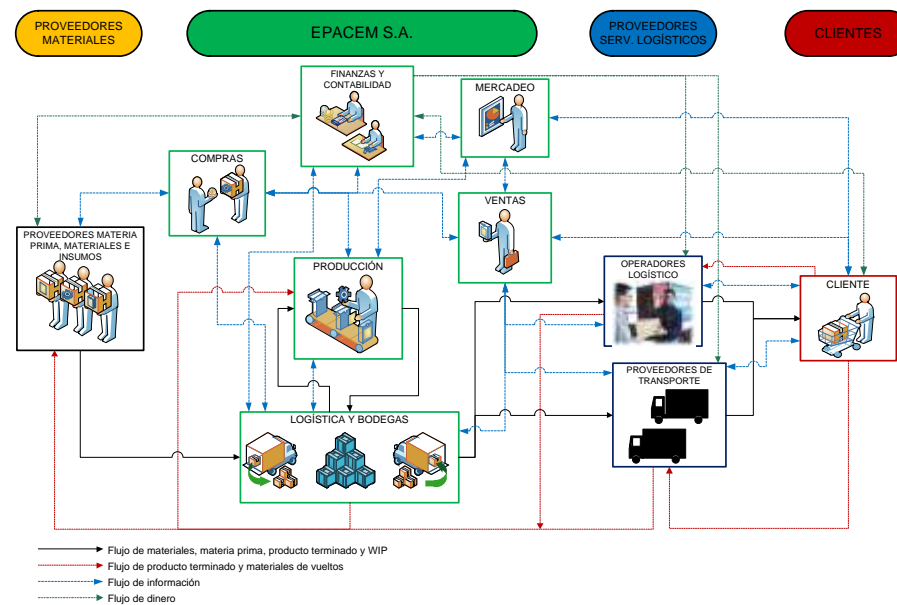 PROVEEDORES
MATERIALES
EPACEM S.A.
PROVEEDORES
SERV. LOGÍSTICOS
CLIENTES
FINANZAS Y
CONTABILIDAD
MERCADEO
COMPRAS
VENTAS
PROVEEDORES MATERIA
PRIMA, MATERIALES E
INSUMOS
PRODUCCIÓN
OPERADORES
LOGÍSTICO
CLIENTE
PROVEEDORES DE
TRANSPORTE
LOGÍSTICA Y BODEGAS
Flujo de materiales, materia prima, producto terminado y WIP
Flujo de producto terminado y materiales de vueltos
Flujo de información
Flujo de dinero